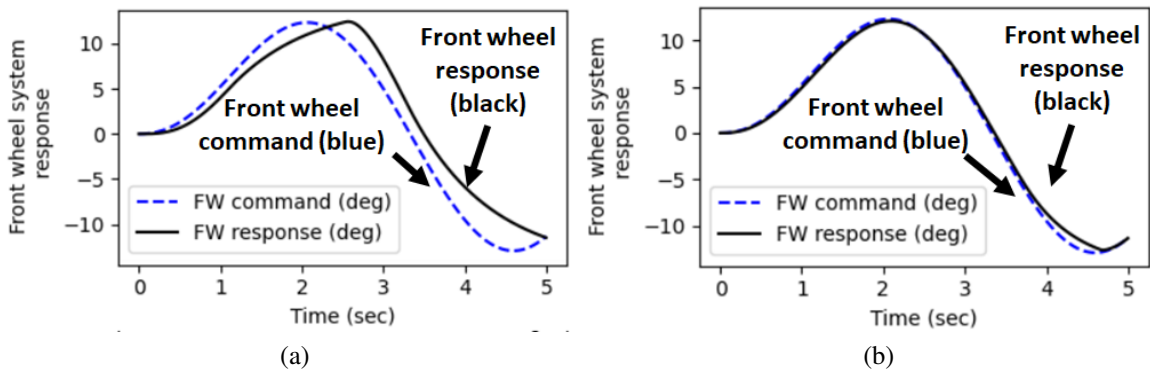 Front wheel system
response
10
5
0
−5
−10
Front wheel
response
(black)
Front wheel
command (blue)
FW command (deg)
FW response (deg)
0 1 2 3 4 5
Time (sec)
(a)
Front wheel system
response
10
5
0
−5
−10
Front wheel
response
(black)
Front wheel
command (blue)
FW command (deg)
FW response (deg)
0 1 2 3 4 5
Time (sec)
(b)